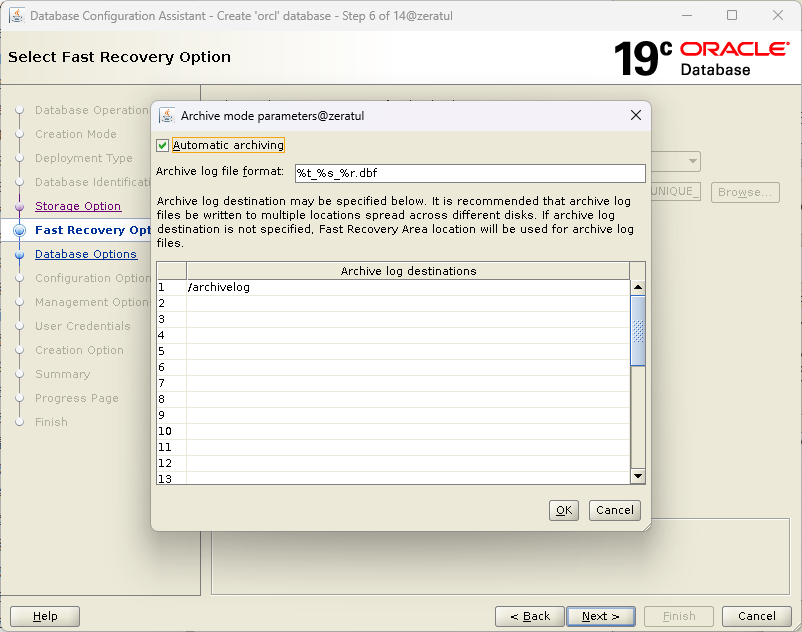 Database Configuration Assistant - Create 'orcl' database - Step 6 of 14@zeratul
Select Fast Recovery Option
19c ORACLE
Database
Database Operation
Creation Mode
Deployment Type
Database Identificati
Storage Option
Fast Recovery Opt
Database Options
Configuration Option
Management Option
User Credentials
Creation Option
Summary
Progress Page
Finish
Archive mode parameters@zeratul
Automatic archiving
Archive log file format: %t_%s_%r.dbf
Archive log destination may be specified below. It is recommended that archive log
files be written to multiple locations spread across different disks. If archive log
destination is not specified, Fast Recovery Area location will be used for archive log
files.
Archive log destinations
1 /archivelog
2
3
4
5
6
7
8
9
10
11
12
13
OK Cancel
UNIQUE_ Browse...
Help < Back Next > Finish Cancel